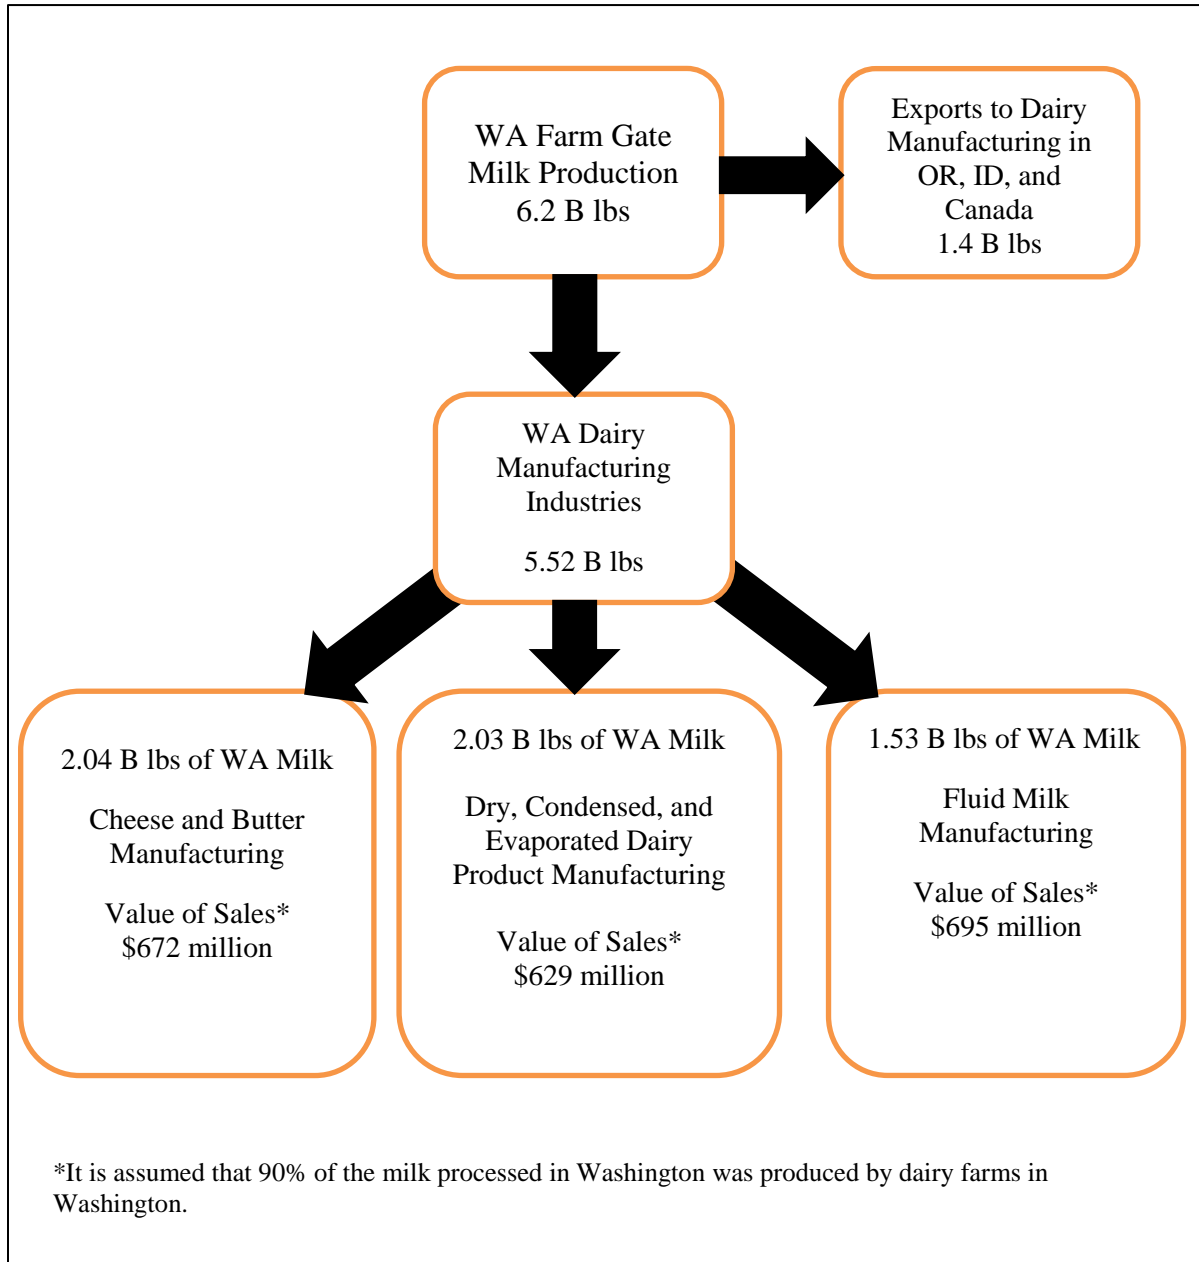 WA Farm Gate
Milk Production
6.2 B lbs
Exports to Dairy
Manufacturing in
OR, ID, and
Canada
1.4 B lbs
WA Dairy
Manufacturing
Industries
5.52 B lbs
2.04 B lbs of WA Milk
Cheese and Butter
Manufacturing
Value of Sales*
$672 million
2.03 B lbs of WA Milk
Dry, Condensed, and
Evaporated Dairy
Product Manufacturing
Value of Sales*
$629 million
1.53 B lbs of WA Milk
Fluid Milk
Manufacturing
Value of Sales*
$695 million
*It is assumed that 90% of the milk processed in Washington was produced by dairy farms in
Washington.